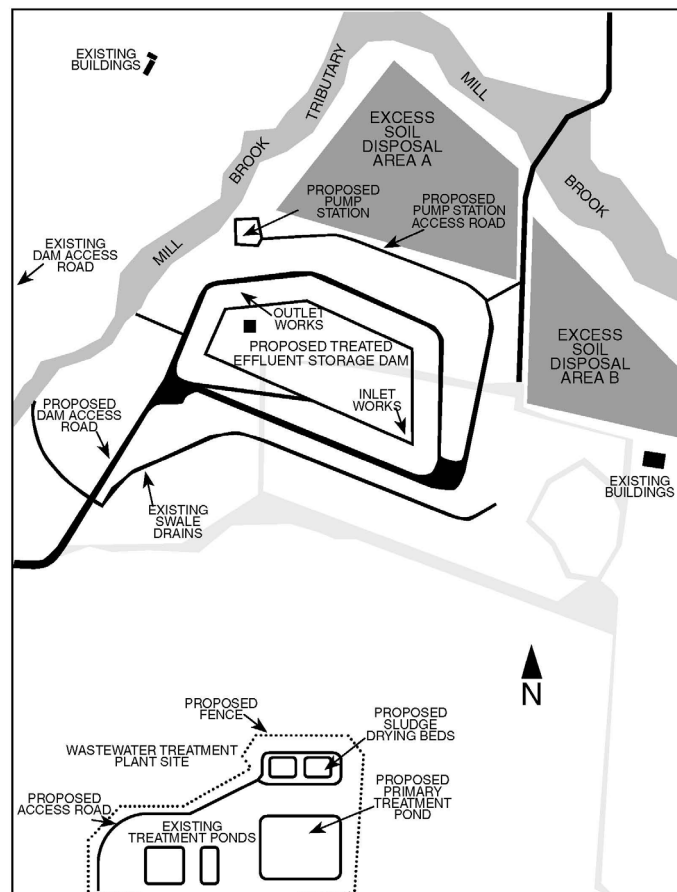 EXISTING
BUILDINGS
TRIBUTARY
BROOK
MILL
MILL
BROOK
EXCESS
SOIL
DISPOSAL
AREA A
PROPOSED
PUMP
STATION
PROPOSED
PUMP STATION
ACCESS ROAD
EXISTING
DAM ACCESS
ROAD
OUTLET
WORKS
PROPOSED TREATED
EFFLUENT STORAGE DAM
EXCESS
SOIL
DISPOSAL
AREA B
PROPOSED
DAM ACCESS
ROAD
INLET
WORKS
EXISTING
BUILDINGS
EXISTING
SWALE
DRAINS
N
PROPOSED
FENCE
PROPOSED
SLUDGE
DRYING BEDS
WASTEWATER TREATMENT
PLANT SITE
PROPOSED
ACCESS ROAD
PROPOSED
PRIMARY
TREATMENT
POND
EXISTING
TREATMENT PONDS